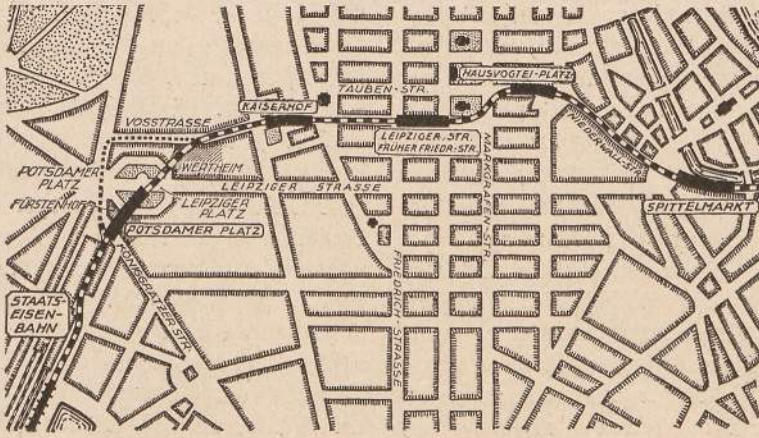 TAUBEN-STR.
HAUSVOGTEI-PLATZ
KAISERHOF
VOSSTRASSE
LEIPZIGER-STR.
FRÜHER FRIEDR-STR.
NIEDERWALL-STR.
MARKGRAFEN-STR.
POTSDAMER
PLATZ
WERTHEIM
LEIPZIGER STRASSE
FÜRSTENHOF
LEIPZIGER
PLATZ
SPITTELMARKT
POTSDAMER PLATZ
KÖNIGGRÄTZER STR.
FRIEDRICH-STRASSE
STAATS-
EISEN-
BAHN